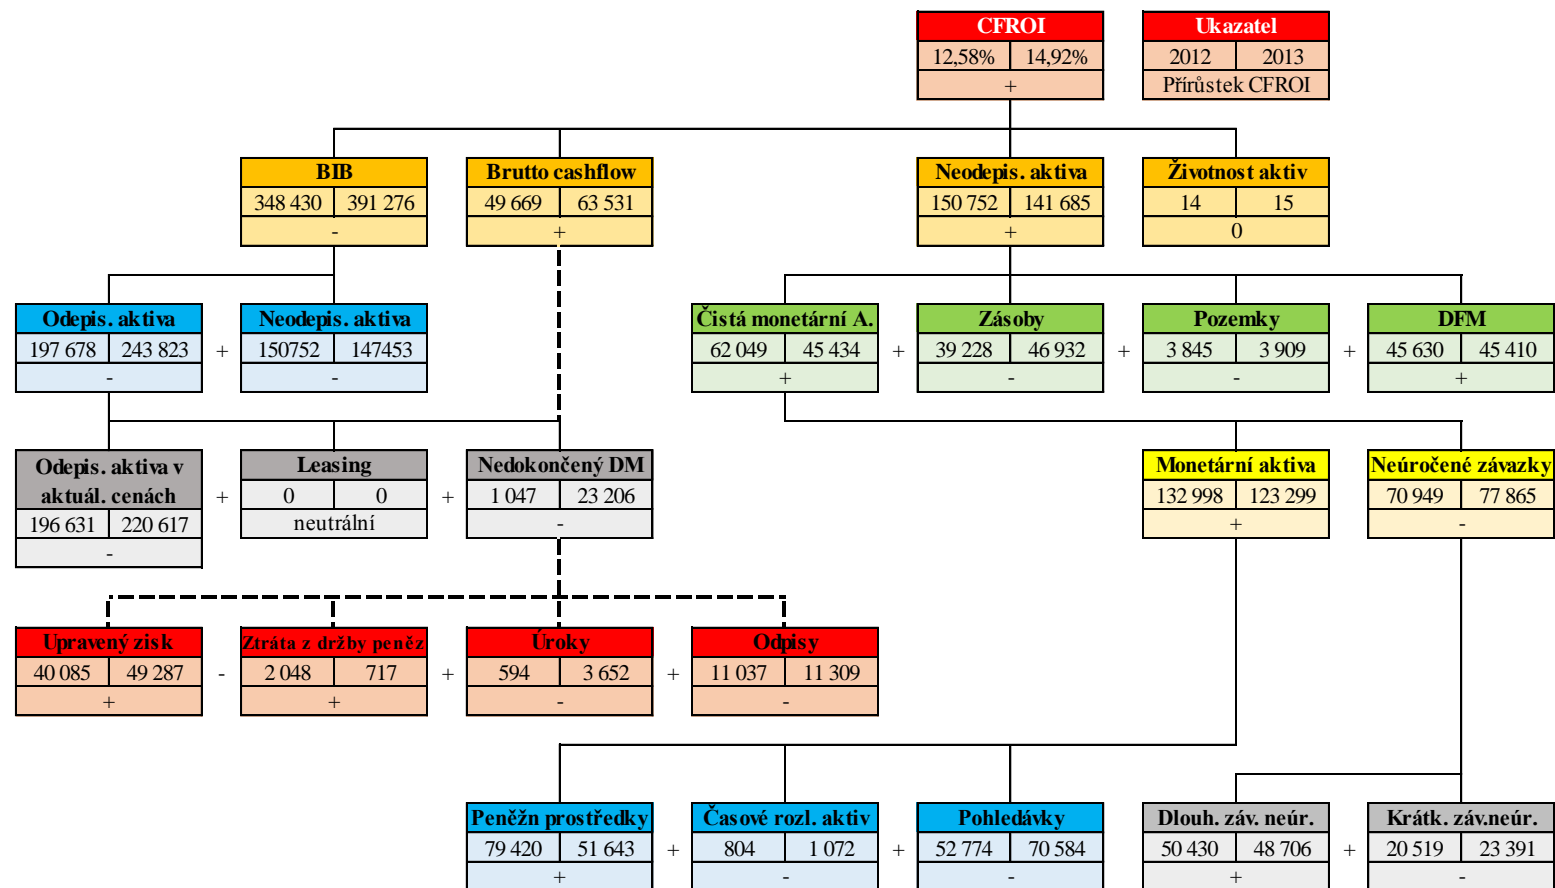 CFROI Ukazatel
12,58% 14,92% 2012 2013
+ Přírůstek CFROI
BIB Brutto cashflow Neodepis. aktiva Životnost aktiv
348 430 391 276 49 669 63 531 150 752 141 685 14 15
- + + 0
Odepis. aktiva Neodepis. aktiva Čistá monetární A. Zásoby Pozemky DFM
197 678 243 823 + 150752 147453 62 049 45 434 + 39 228 46 932 + 3 845 3 909 + 45 630 45 410
- - + - - +
Odepis. aktiva v Leasing Nedokončený DM Monetární aktiva Neúročené závazky
aktuál. cenách + 0 0 + 1 047 23 206 132 998 123 299 70 949 77 865
196 631 220 617 neutrální - + -
-
Upravený zisk Ztráta z držby peněz Úroky Odpisy
40 085 49 287 - 2 048 717 + 594 3 652 + 11 037 11 309
+ + - -
Peněžn prostředky Časové rozl. aktiv Pohledávky Dlouh. záv. neúr. Krátk. záv.neúr.
79 420 51 643 + 804 1 072 + 52 774 70 584 50 430 48 706 + 20 519 23 391
+ - - + -